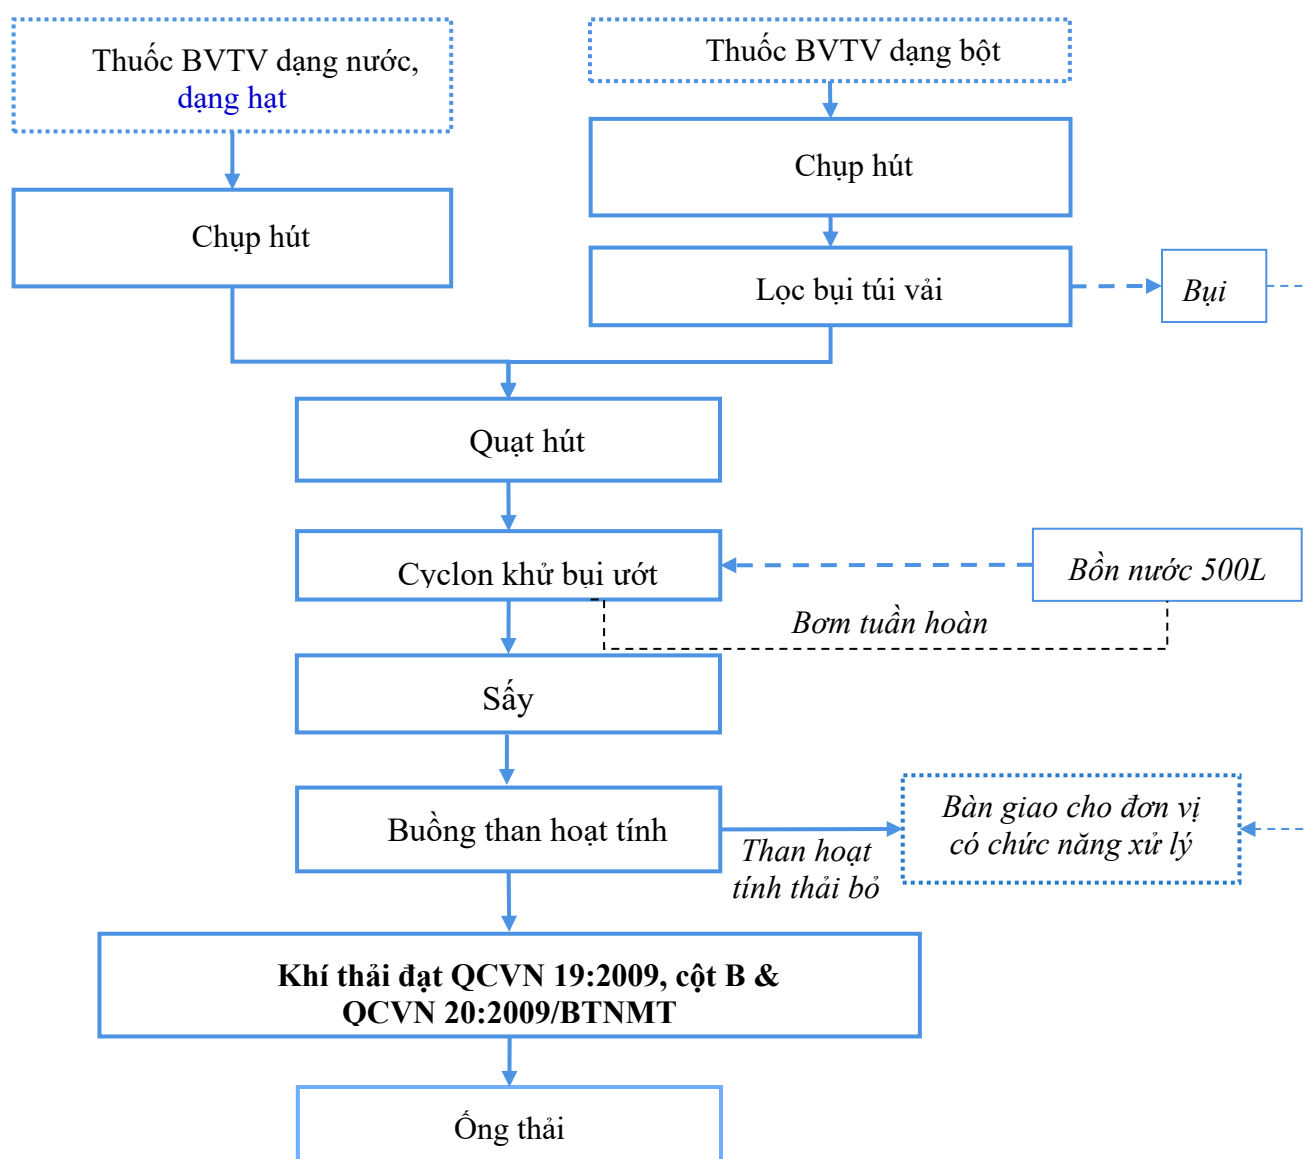 Thuốc BVTV dạng nước,
dạng hạt
Thuốc BVTV dạng bột
Chụp hút
Chụp hút
Lọc bụi túi vải
Bụi
Quạt hút
Cyclon khử bụi ướt
Bồn nước 500L
Bơm tuần hoàn
Sấy
Buồng than hoạt tính
Than hoạt
tính thải bỏ
Bàn giao cho đơn vị
có chức năng xử lý
Khí thải đạt QCVN 19:2009, cột B &
QCVN 20:2009/BTNMT
Ống thải